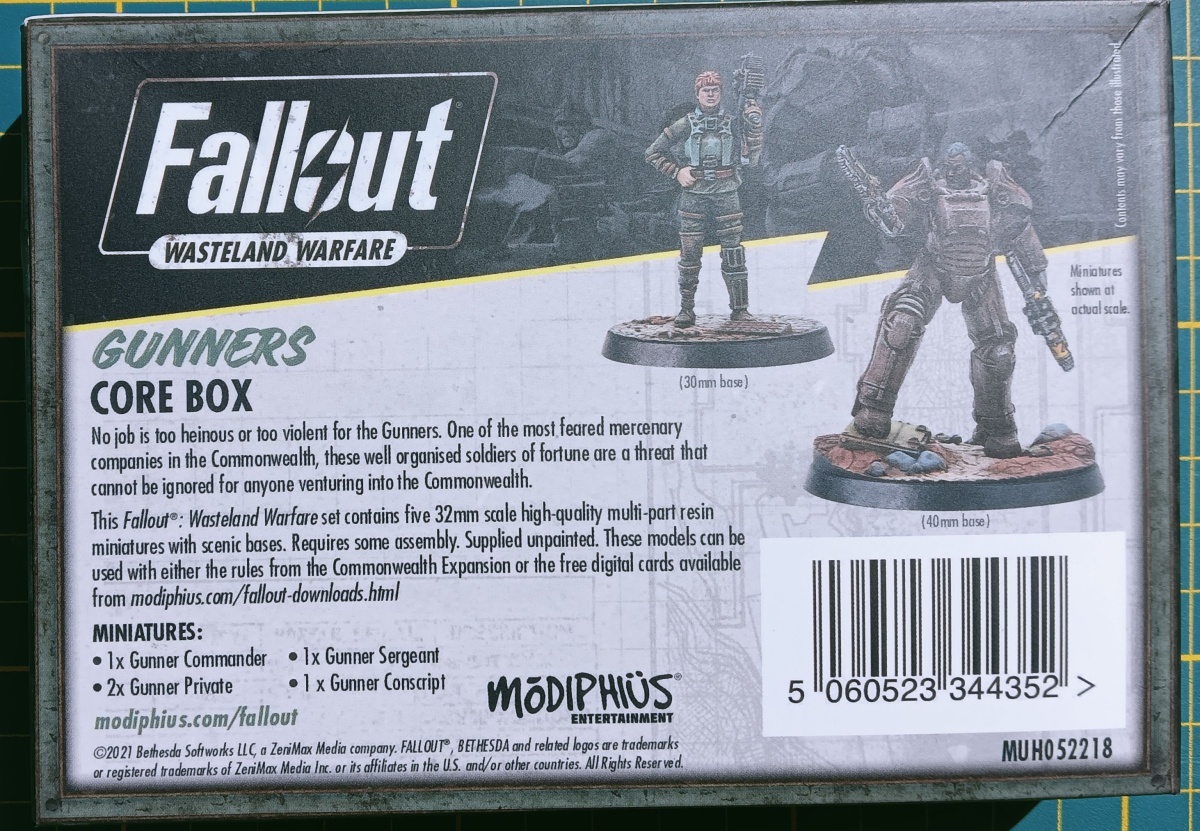 Fallout®
WASTELAND WARFARE
Contents may vary from those illustrated
Miniatures
shown at
actual scale.
(30mm base)
(40mm base)
GUNNERS
CORE BOX
No job is too heinous or too violent for the Gunners. One of the most feared mercenary
companies in the Commonwealth, these well organised soldiers of fortune are a threat that
cannot be ignored for anyone venturing into the Commonwealth.
This Fallout®: Wasteland Warfare set contains five 32mm scale high-quality multi-part resin
miniatures with scenic bases. Requires some assembly. Supplied unpainted. These models can be
used with either the rules from the Commonwealth Expansion or the free digital cards available
from modiphius.com/fallout-downloads.html
MINIATURES:
• 1x Gunner Commander • 1x Gunner Sergeant
• 2x Gunner Private • 1 x Gunner Conscript
modiphius.com/fallout
MōDIPHIÜS®
ENTERTAINMENT
©2021 Bethesda Softworks LLC, a ZeniMax Media company. FALLOUT®, BETHESDA and related logos are trademarks
or registered trademarks of ZeniMax Media Inc. or its affiliates in the U.S. and/or other countries. All Rights Reserved.
5 060523 344352 >
MUH052218